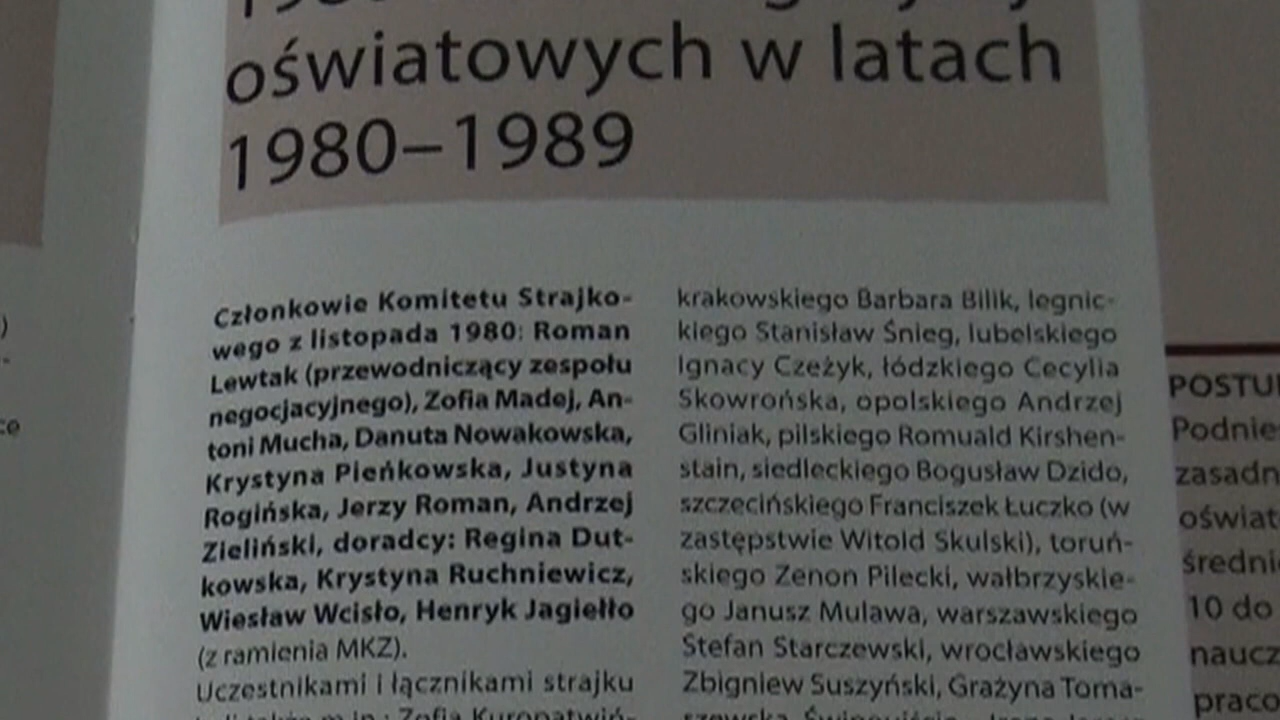 oświatowych w latach
1980–1989
Członkowie Komitetu Strajko-
wego z listopada 1980: Roman
Lewtak (przewodniczący zespołu
negocjacyjnego), Zofia Madej, An-
toni Mucha, Danuta Nowakowska,
Krystyna Pieńkowska, Justyna
Rogińska, Jerzy Roman, Andrzej
Zieliński, doradcy: Regina Dut-
kowska, Krystyna Ruchniewicz,
Wiesław Wcisło, Henryk Jagiełło
(z ramienia MKZ).
Uczestnikami i łącznikami strajku
krakowskiego Barbara Bilik, legnic-
kiego Stanisław Śnieg, lubelskiego
Ignacy Czeżyk, łódzkiego Cecylia
Skowrońska, opolskiego Andrzej
Gliniak, pilskiego Romuald Kirshen-
stain, siedleckiego Bogusław Dzido,
szczecińskiego Franciszek Łuczko (w
zastępstwie Witold Skulski), toruń-
skiego Zenon Pilecki, wałbrzyskie-
go Janusz Mulawa, warszawskiego
Stefan Starczewski, wrocławskiego
Zbigniew Suszyński, Grażyna Toma-
POSTU
Podnie
zasadn
oświat
średni
10 do
naucz
praco